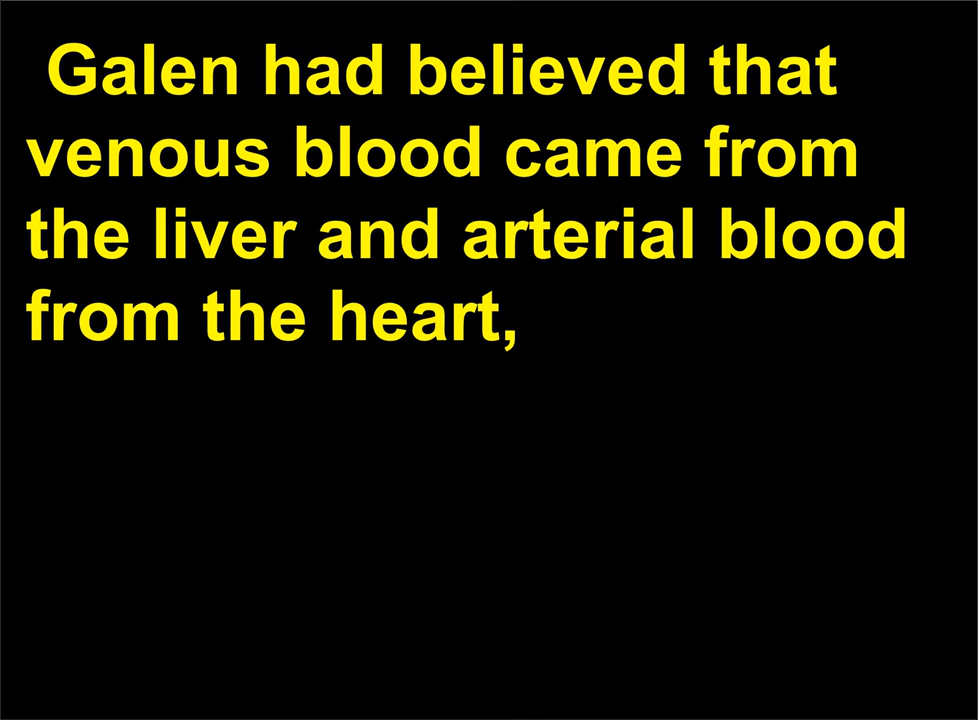 Galen had believed that
venous blood came from
the liver and arterial blood
from the heart,